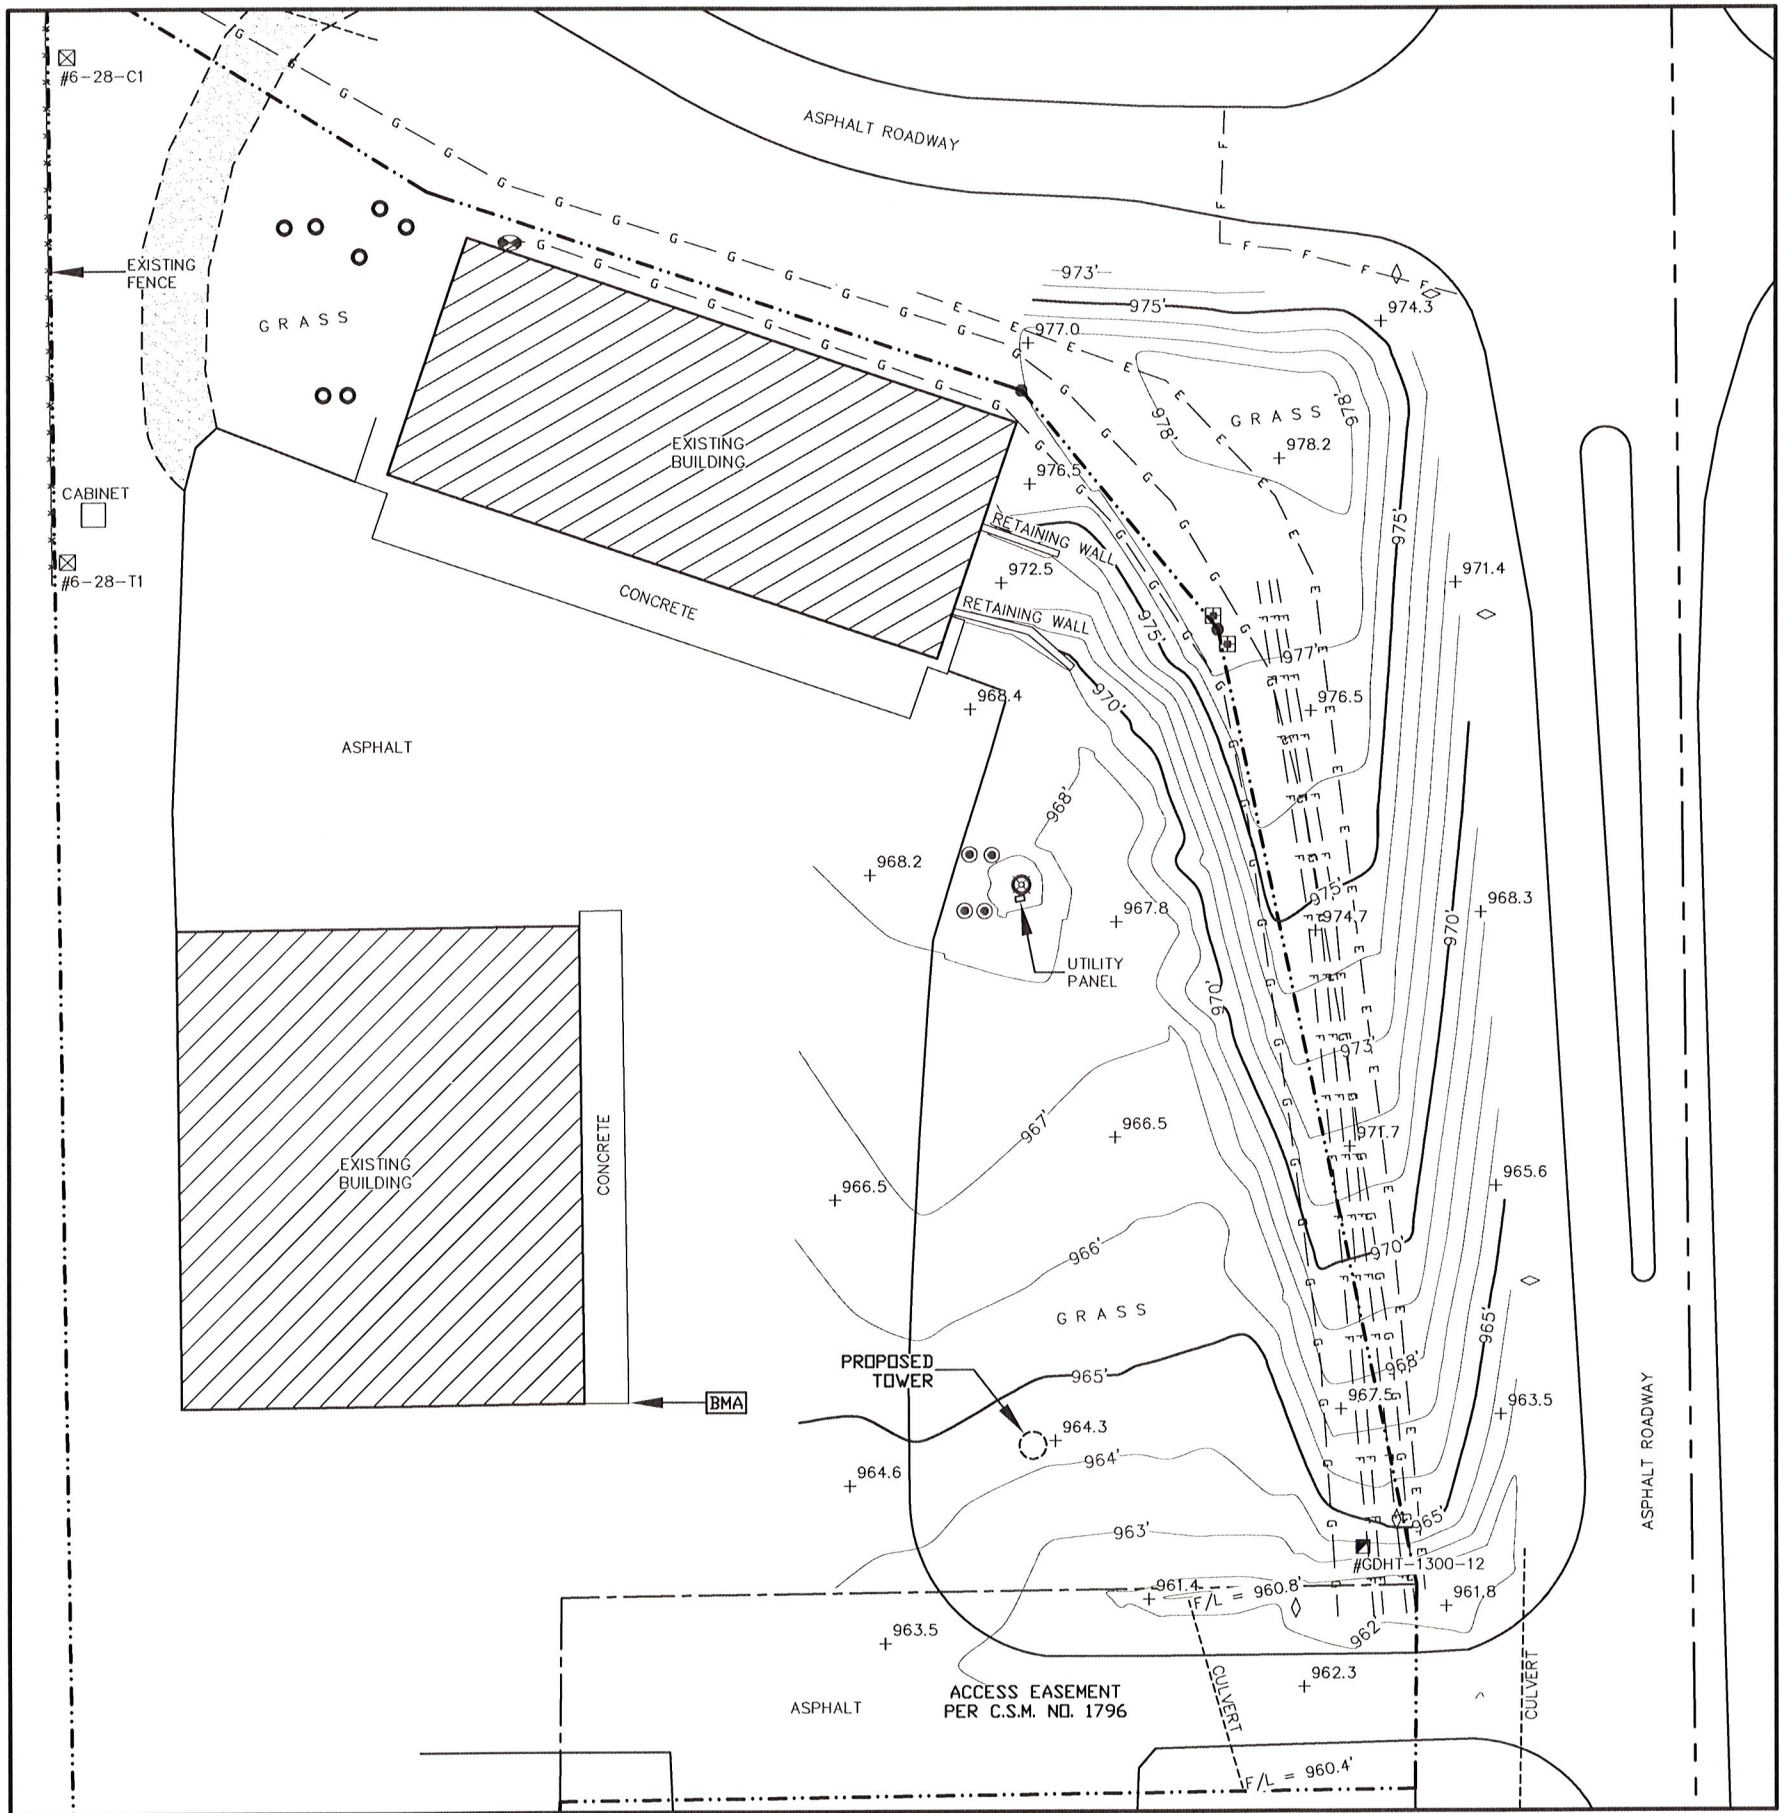 #6-28-C1
ASPHALT ROADWAY
EXISTING
FENCE
GRASS
973'
975'
974.3
977.0
GRASS
978'
978'
978.2
EXISTING
BUILDING
976.5
CABINET
#6-28-T1
RETAINING WALL
972.5
975'
971.4
CONCRETE
RETAINING WALL
975'
977'
976.5
968.4
970'
ASPHALT
968'
968.2
967.8
975'
974.7
968.3
970'
UTILITY
PANEL
970'
973'
967'
966.5
971.7
CONCRETE
EXISTING
BUILDING
966.5
965.6
966'
970'
GRASS
965'
PROPOSED
TOWER
965'
968'
967.5
963.5
BMA
964.3
964'
964.6
ASPHALT ROADWAY
963'
965'
#GDHT-1300-12
961.4
F/L = 960.8'
961.8
963.5
962'
962.3
CULVERT
CULVERT
ACCESS EASEMENT
PER C.S.M. NO. 1796
ASPHALT
F/L = 960.4'